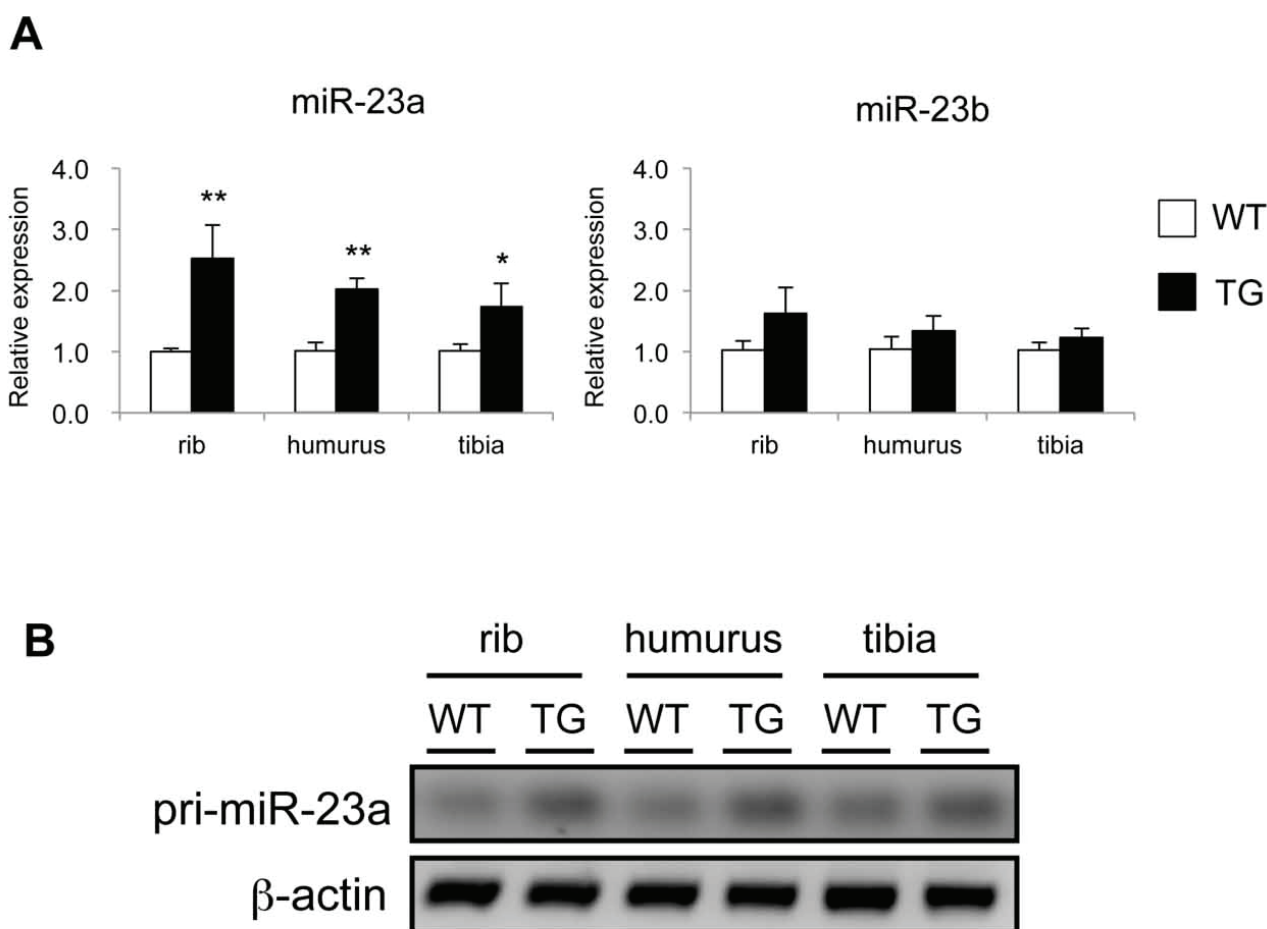 A
miR-23a
miR-23b
Relative expression
4.0
3.0
2.0
1.0
0.0
**
**
*
rib humurus tibia
Relative expression
4.0
3.0
2.0
1.0
0.0
rib humurus tibia
WT
TG
B
rib humurus tibia
WT TG WT TG WT TG
pri-miR-23a
β-actin